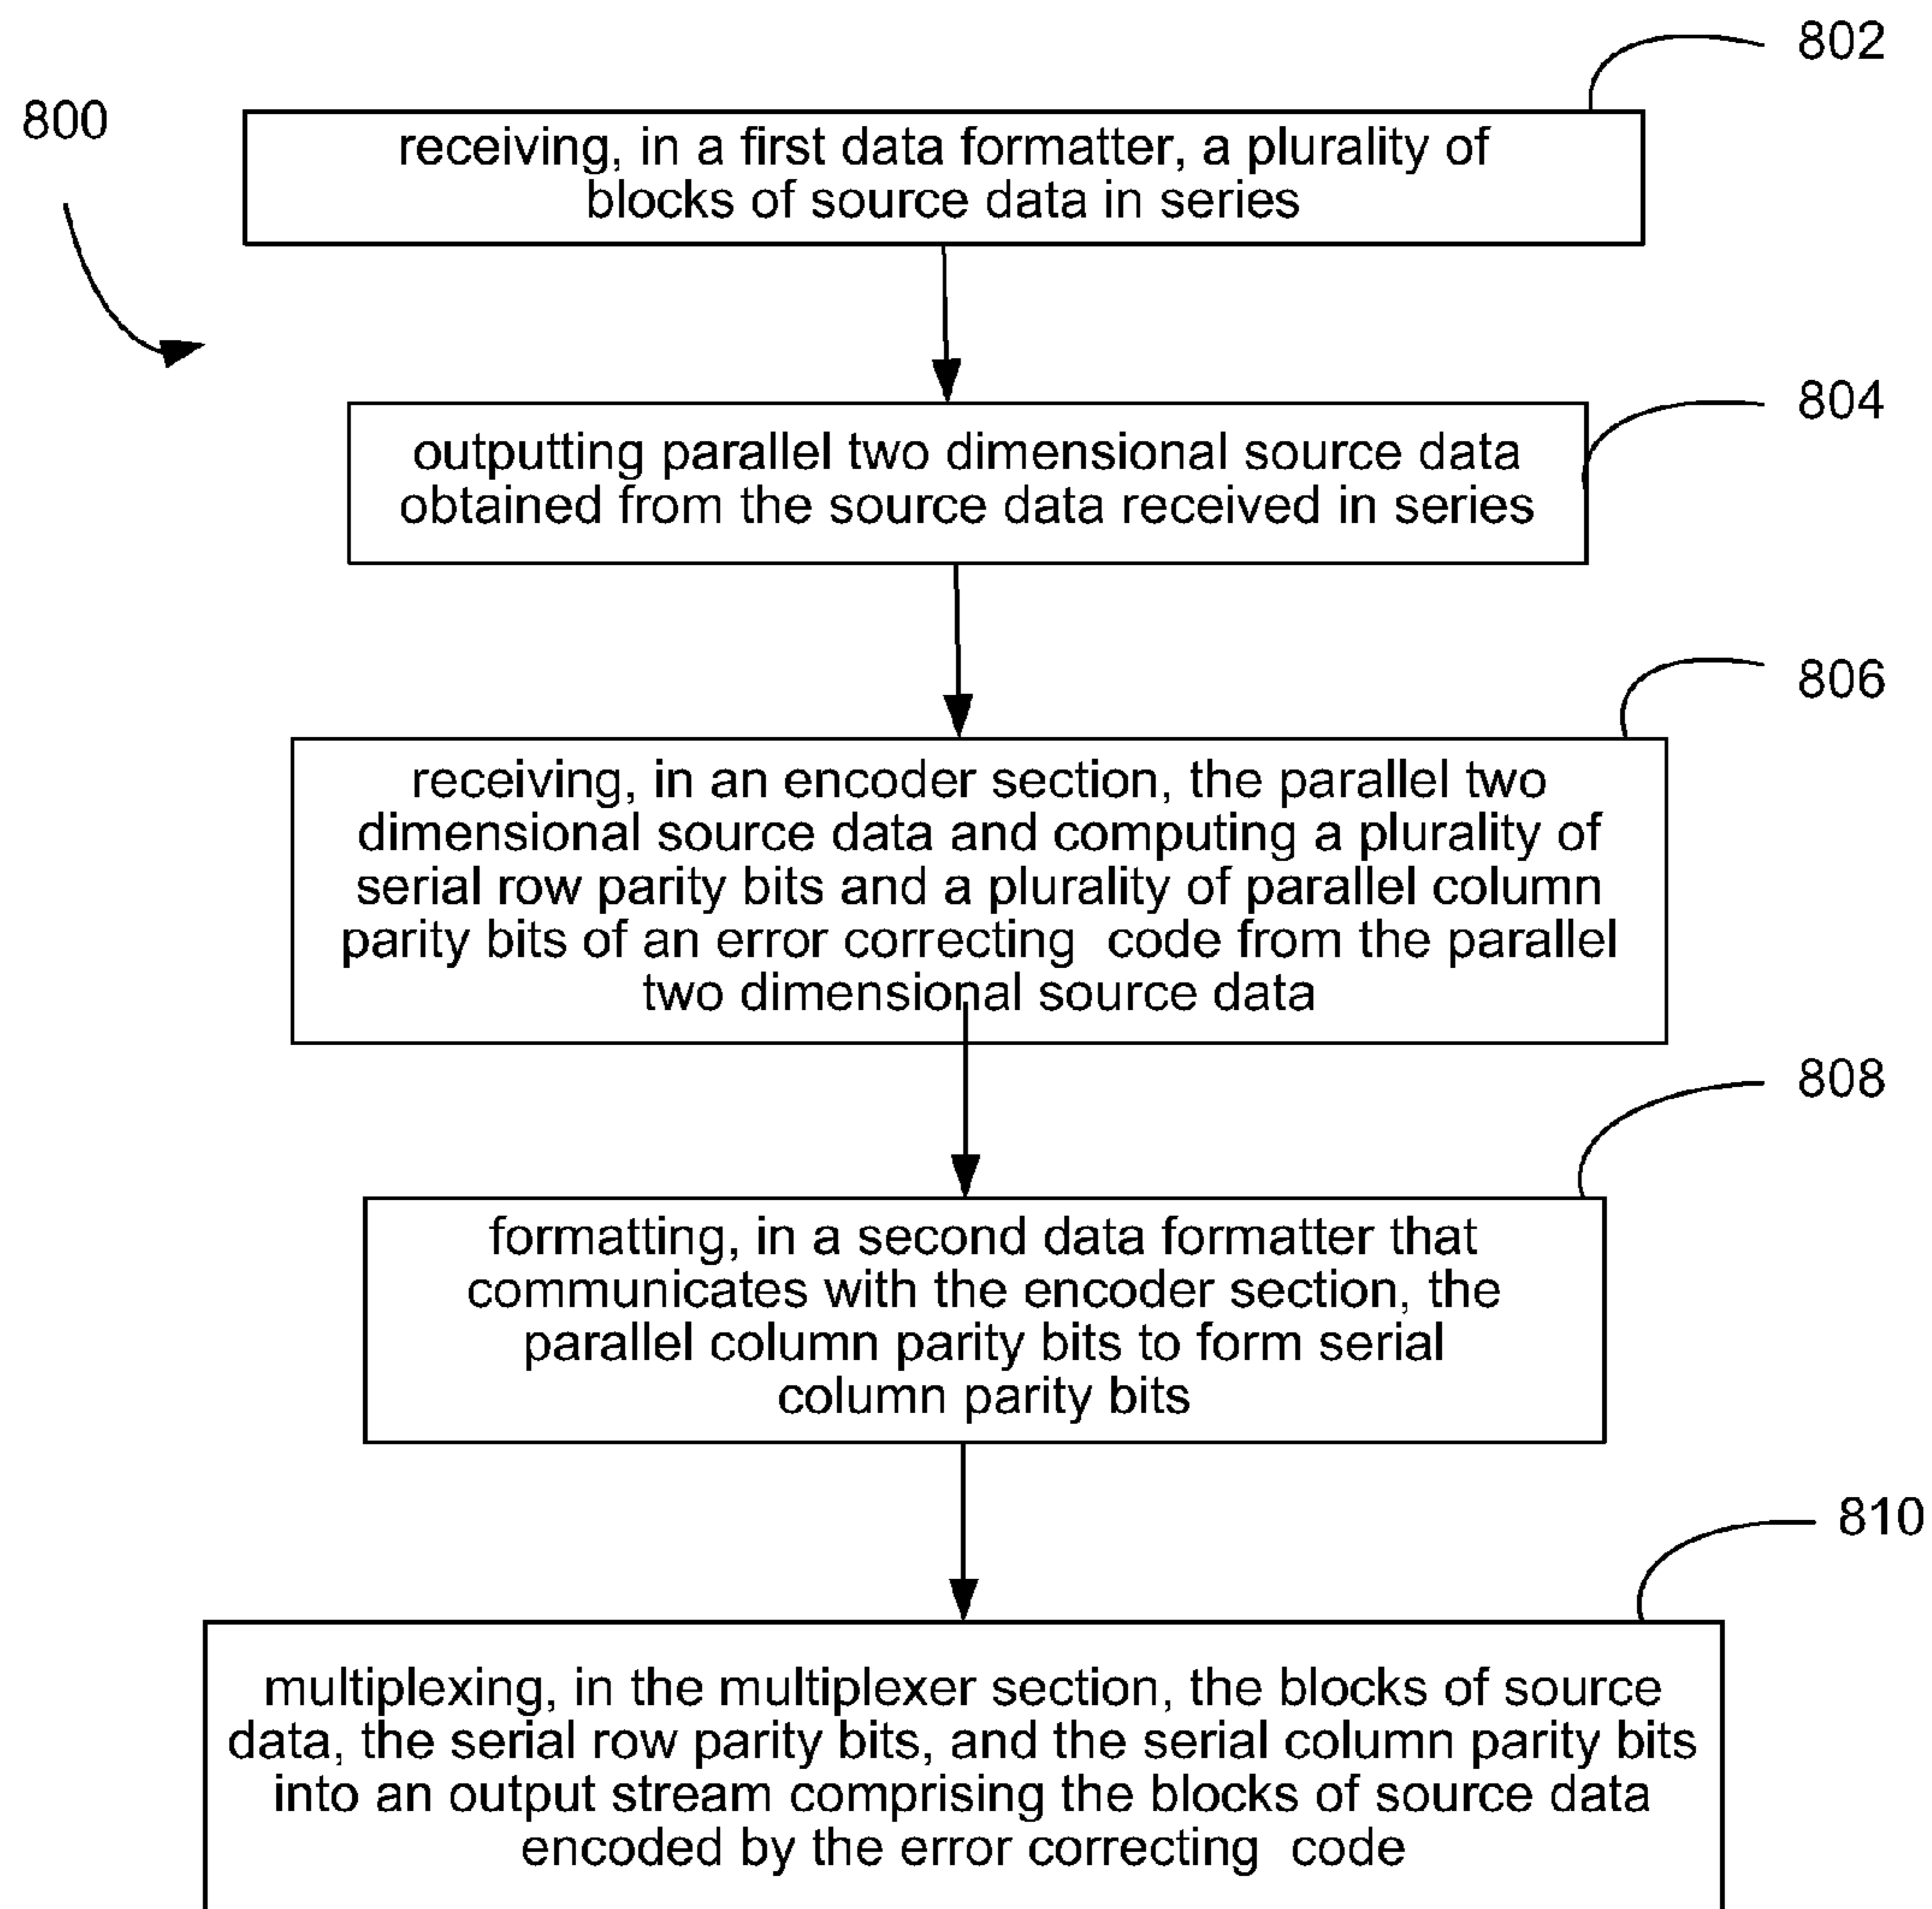 802
800
receiving, in a first data formatter, a plurality of
blocks of source data in series
804
outputting parallel two dimensional source data
obtained from the source data received in series
806
receiving, in an encoder section, the parallel two
dimensional source data and computing a plurality of
serial row parity bits and a plurality of parallel column
parity bits of an error correcting code from the parallel
two dimensional source data
808
formatting, in a second data formatter that
communicates with the encoder section, the
parallel column parity bits to form serial
column parity bits
810
multiplexing, in the multiplexer section, the blocks of source
data, the serial row parity bits, and the serial column parity bits
into an output stream comprising the blocks of source data
encoded by the error correcting code